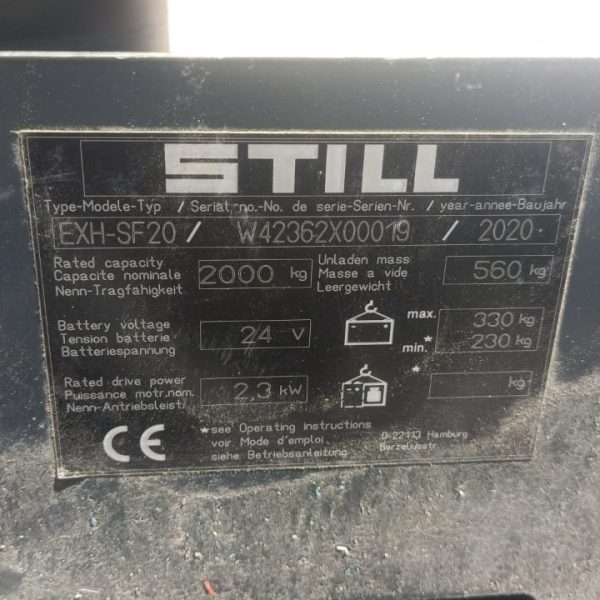 STILL
Type-Modele-Typ / Serial-no.-No. de serie-Serien-Nr. / year-annee-Baujahr
EXH-SF20 / W42362X00019 / 2020
Rated capacity
Capacite nominale
Nenn-Tragfähigkeit
2000 kg
Unladen mass
Masse a vide
Leergewicht
560 kg
Battery voltage
Tension batterie
Batteriespannung
24 V
max. 330 kg
min.* 230 kg
Rated drive power
Puissance motr.nom.
Nenn-Antriebsleist.
2,3 kW
* kg
CE
*see Operating Instructions
voir Mode d'emploi
siehe Betriebsanleitung
D-22113 Hamburg
Berzeliusstr.